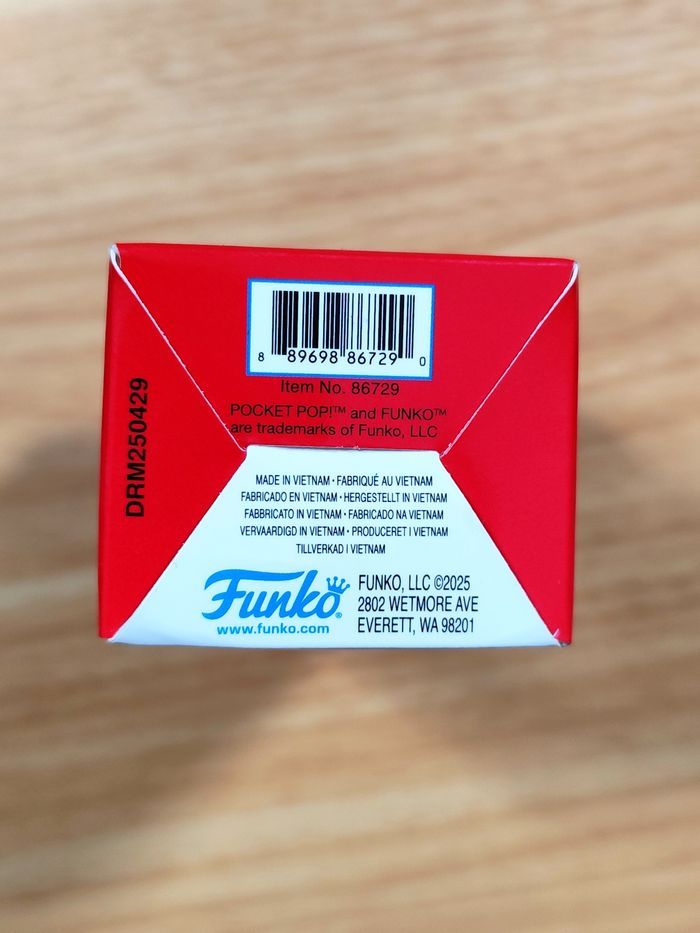 8 89698 86729 0
Item No. 86729
POCKET POP!™ and FUNKO™
are trademarks of Funko, LLC
DRM250429
MADE IN VIETNAM • FABRIQUÉ AU VIETNAM
FABRICADO EN VIETNAM • HERGESTELLT IN VIETNAM
FABBRICATO IN VIETNAM • FABRICADO NA VIETNAM
VERVAARDIGD IN VIETNAM • PRODUCERET I VIETNAM
TILLVERKAD I VIETNAM
Funko®
www.funko.com
FUNKO, LLC ©2025
2802 WETMORE AVE
EVERETT, WA 98201